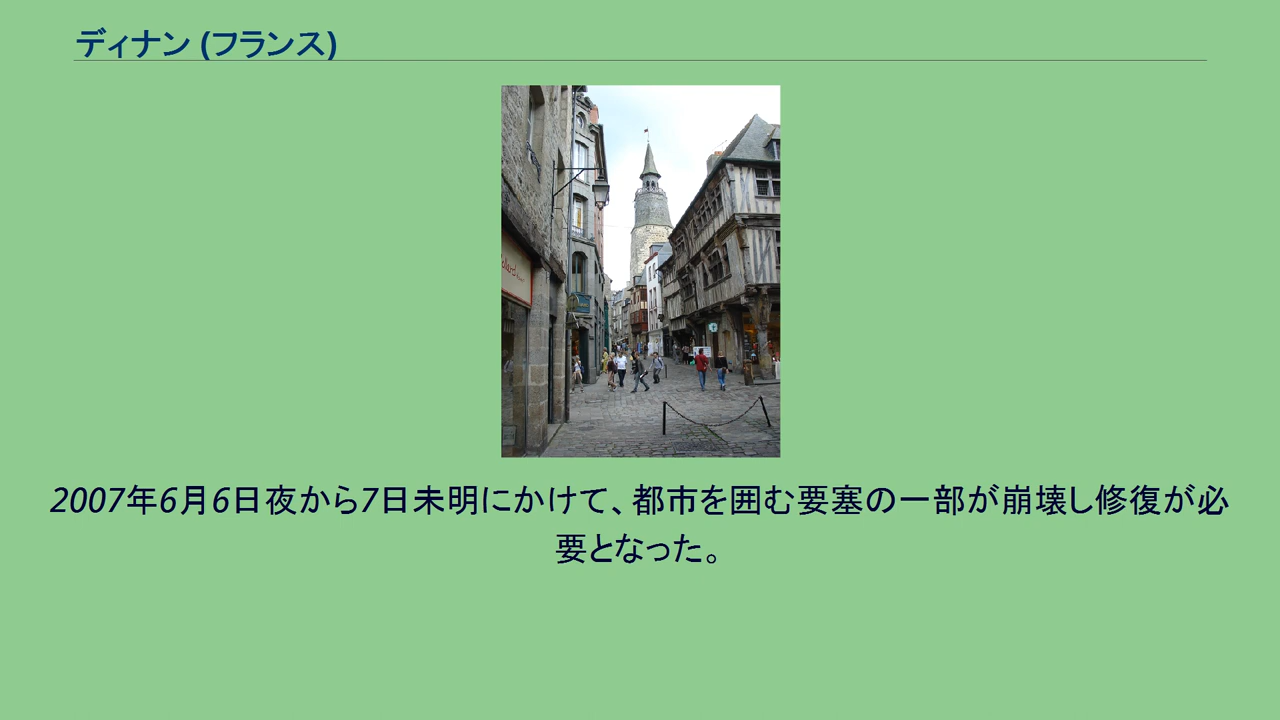 ディナン (フランス)
2007年6月6日夜から7日未明にかけて、都市を囲む要塞の一部が崩壊し修復が必
要となった。